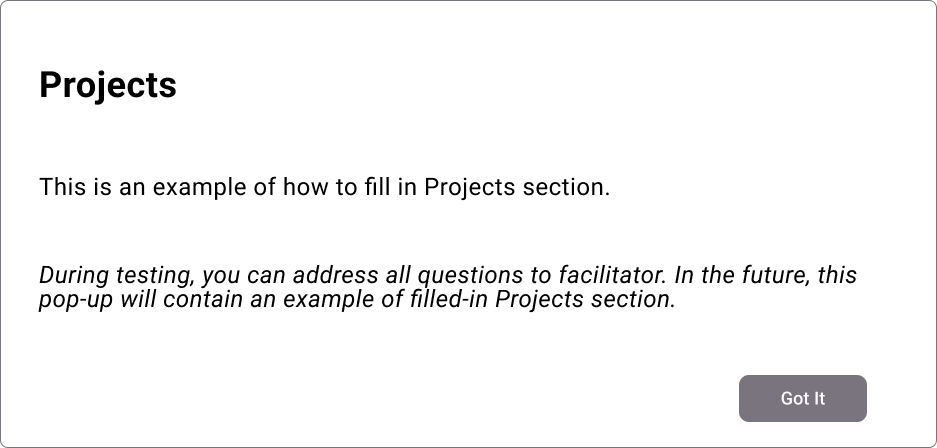 Projects
This is an example of how to fill in Projects section.
During testing, you can address all questions to facilitator. In the future, this
pop-up will contain an example of filled-in Projects section.
Got It